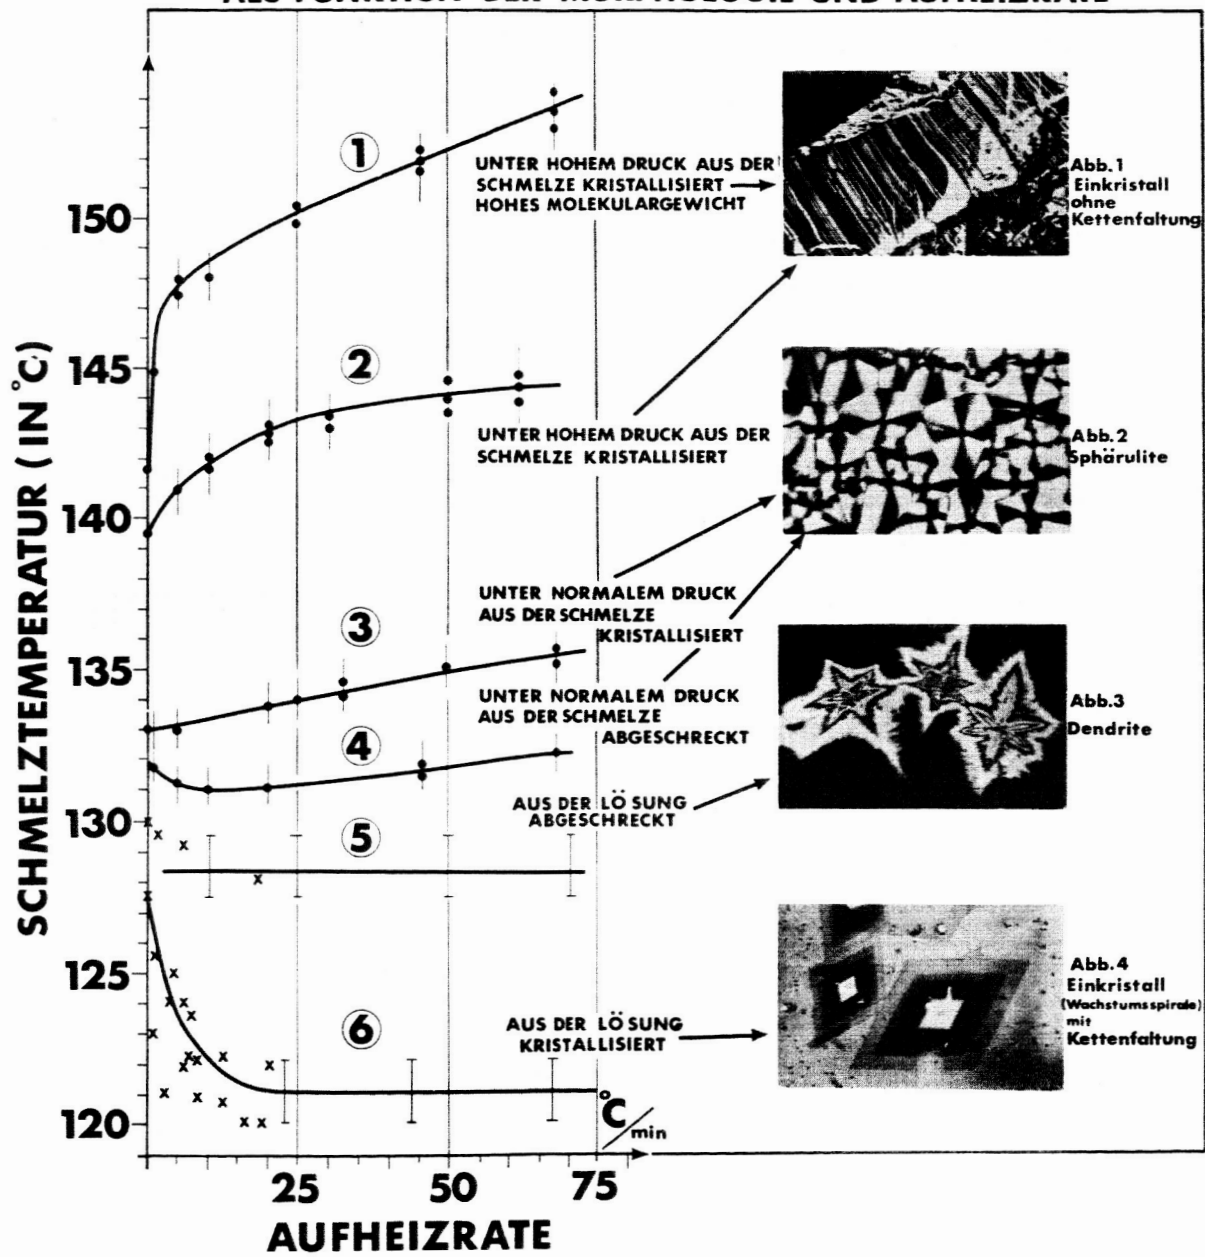 ALS FUNKTION DER MORPHOLOGIE UND AUFHEIZRATE
SCHMELZTEMPERATUR (IN °C)
150
145
140
135
130
125
120
1
2
3
4
5
6
UNTER HOHEM DRUCK AUS DER
SCHMELZE KRISTALLISIERT
HOHES MOLEKULARGEWICHT
Abb.1
Einkristall
ohne
Kettenfaltung
UNTER HOHEM DRUCK AUS DER
SCHMELZE KRISTALLISIERT
Abb.2
Sphärulite
UNTER NORMALEM DRUCK
AUS DER SCHMELZE
KRISTALLISIERT
UNTER NORMALEM DRUCK
AUS DER SCHMELZE
ABGESCHRECKT
Abb.3
Dendrite
AUS DER LÖSUNG
ABGESCHRECKT
AUS DER LÖSUNG
KRISTALLISIERT
Abb.4
Einkristall
(Wachstumsspirale)
mit
Kettenfaltung
°C/min
25 50 75
AUFHEIZRATE